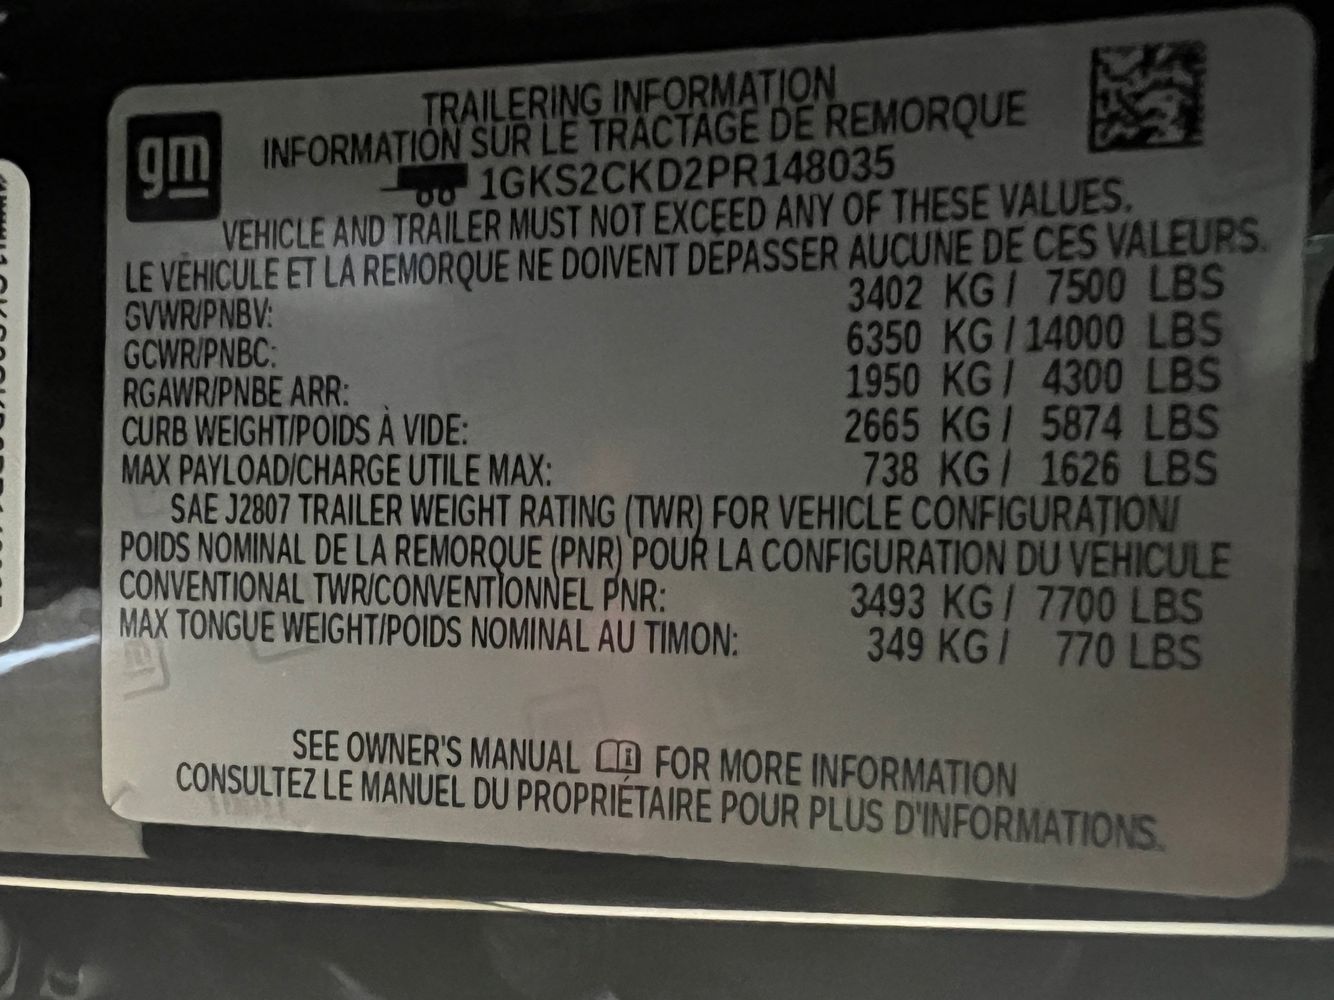 gm
TRAILERING INFORMATION
INFORMATION SUR LE TRACTAGE DE REMORQUE
1GKS2CKD2PR148035
VEHICLE AND TRAILER MUST NOT EXCEED ANY OF THESE VALUES.
LE VÉHICULE ET LA REMORQUE NE DOIVENT DÉPASSER AUCUNE DE CES VALEURS.
GVWR/PNBV: 3402 KG / 7500 LBS
GCWR/PNBC: 6350 KG / 14000 LBS
RGAWR/PNBE ARR: 1950 KG / 4300 LBS
CURB WEIGHT/POIDS À VIDE: 2665 KG / 5874 LBS
MAX PAYLOAD/CHARGE UTILE MAX: 738 KG / 1626 LBS
SAE J2807 TRAILER WEIGHT RATING (TWR) FOR VEHICLE CONFIGURATION/
POIDS NOMINAL DE LA REMORQUE (PNR) POUR LA CONFIGURATION DU VÉHICULE
CONVENTIONAL TWR/CONVENTIONNEL PNR: 3493 KG / 7700 LBS
MAX TONGUE WEIGHT/POIDS NOMINAL AU TIMON: 349 KG / 770 LBS
SEE OWNER'S MANUAL FOR MORE INFORMATION
CONSULTEZ LE MANUEL DU PROPRIÉTAIRE POUR PLUS D'INFORMATIONS.